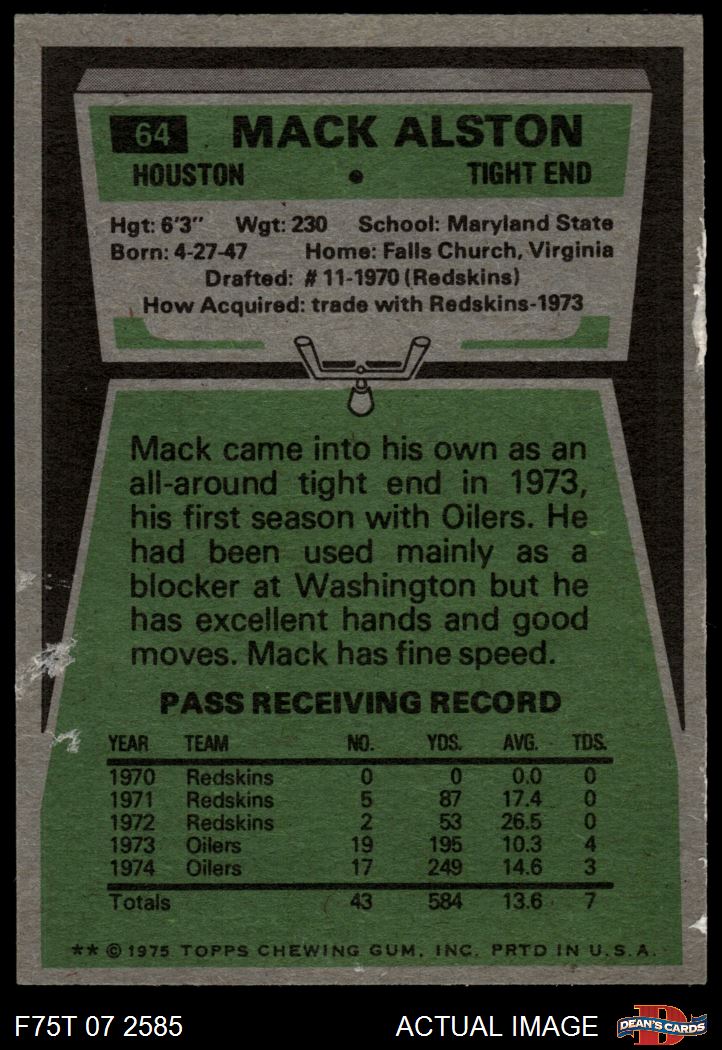 64 MACK ALSTON
HOUSTON • TIGHT END
Hgt: 6'3" Wgt: 230 School: Maryland State
Born: 4-27-47 Home: Falls Church, Virginia
Drafted: # 11-1970 (Redskins)
How Acquired: trade with Redskins-1973
Mack came into his own as an
all-around tight end in 1973,
his first season with Oilers. He
had been used mainly as a
blocker at Washington but he
has excellent hands and good
moves. Mack has fine speed.
PASS RECEIVING RECORD
YEAR TEAM NO. YDS. AVG. TDS.
1970 Redskins 0 0 0.0 0
1971 Redskins 5 87 17.4 0
1972 Redskins 2 53 26.5 0
1973 Oilers 19 195 10.3 4
1974 Oilers 17 249 14.6 3
Totals 43 584 13.6 7
** © 1975 TOPPS CHEWING GUM, INC. PRTD IN U.S.A.
F75T 07 2585 ACTUAL IMAGE D DEAN'S CARDS